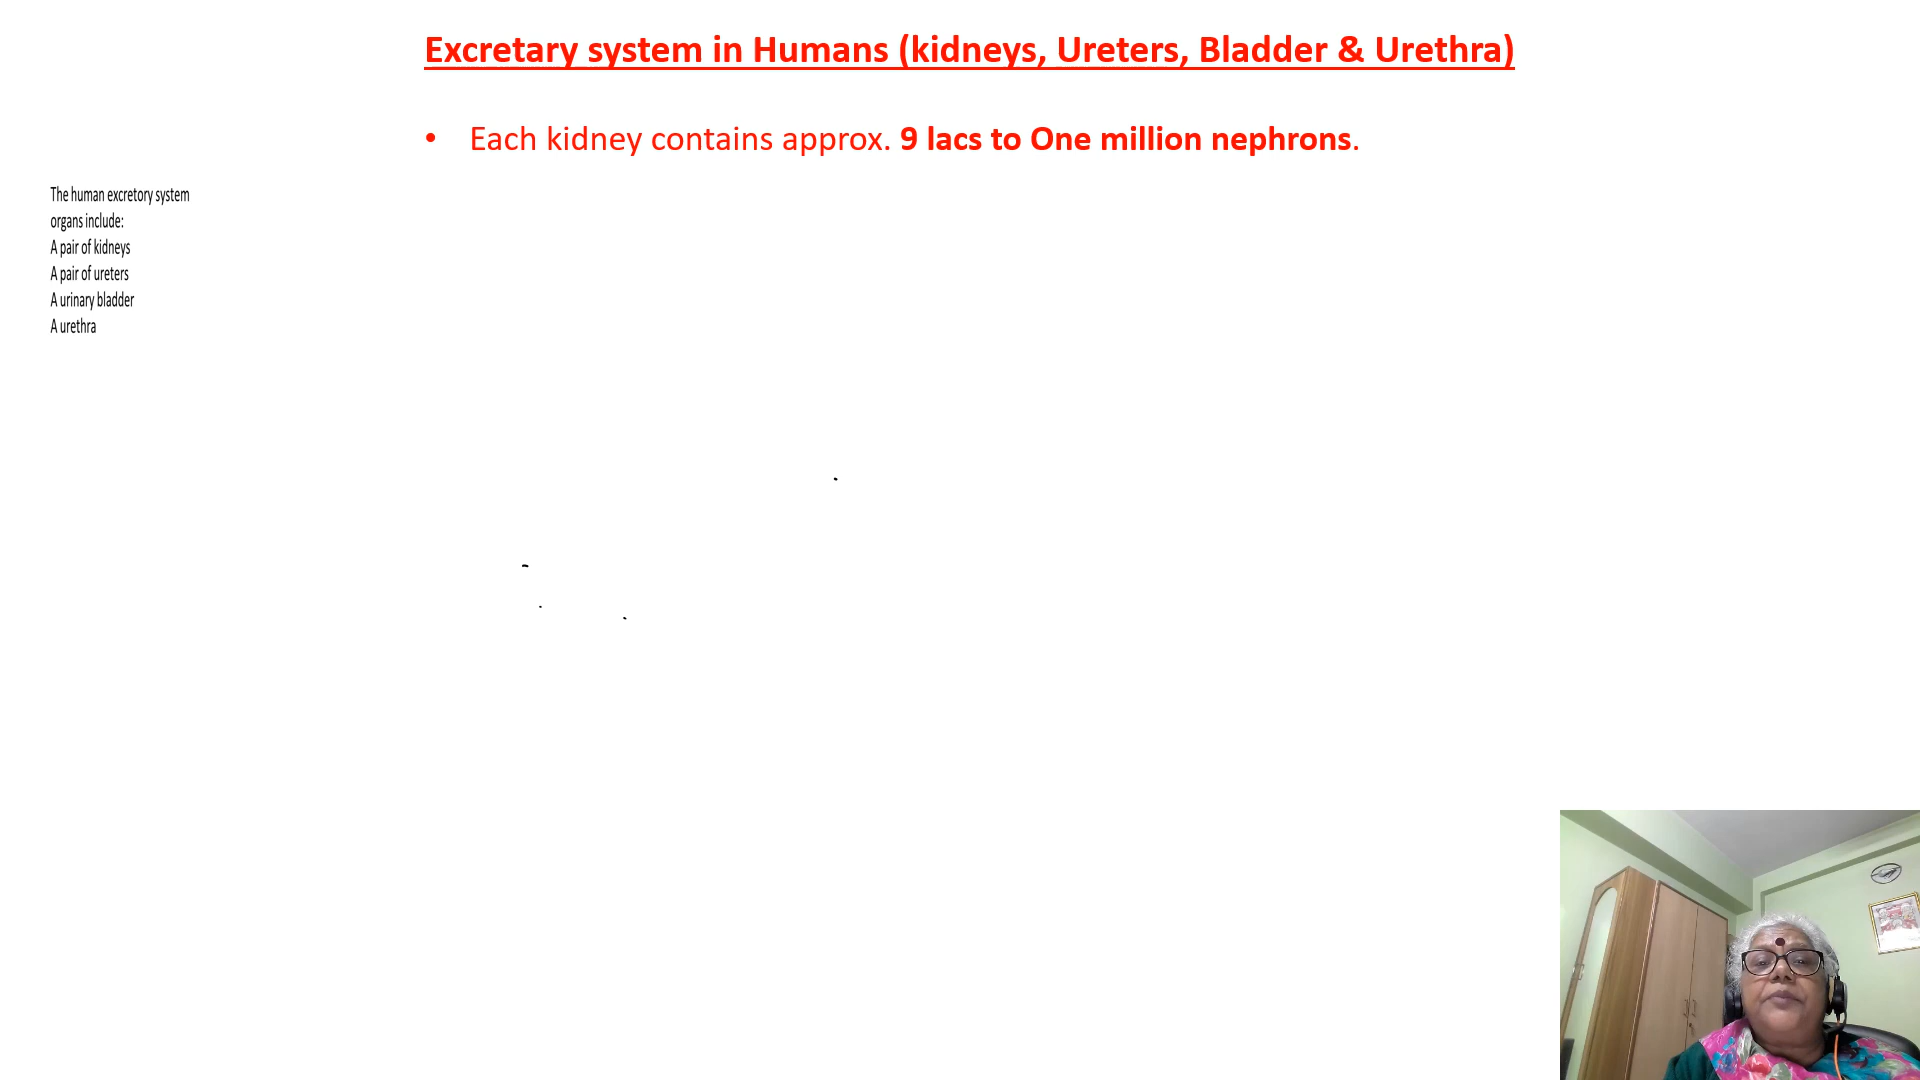 Excretary system in Humans (kidneys, Ureters, Bladder & Urethra)
• Each kidney contains approx. 9 lacs to One million nephrons.
The human excretory system
organs include:
A pair of kidneys
A pair of ureters
A urinary bladder
A urethra